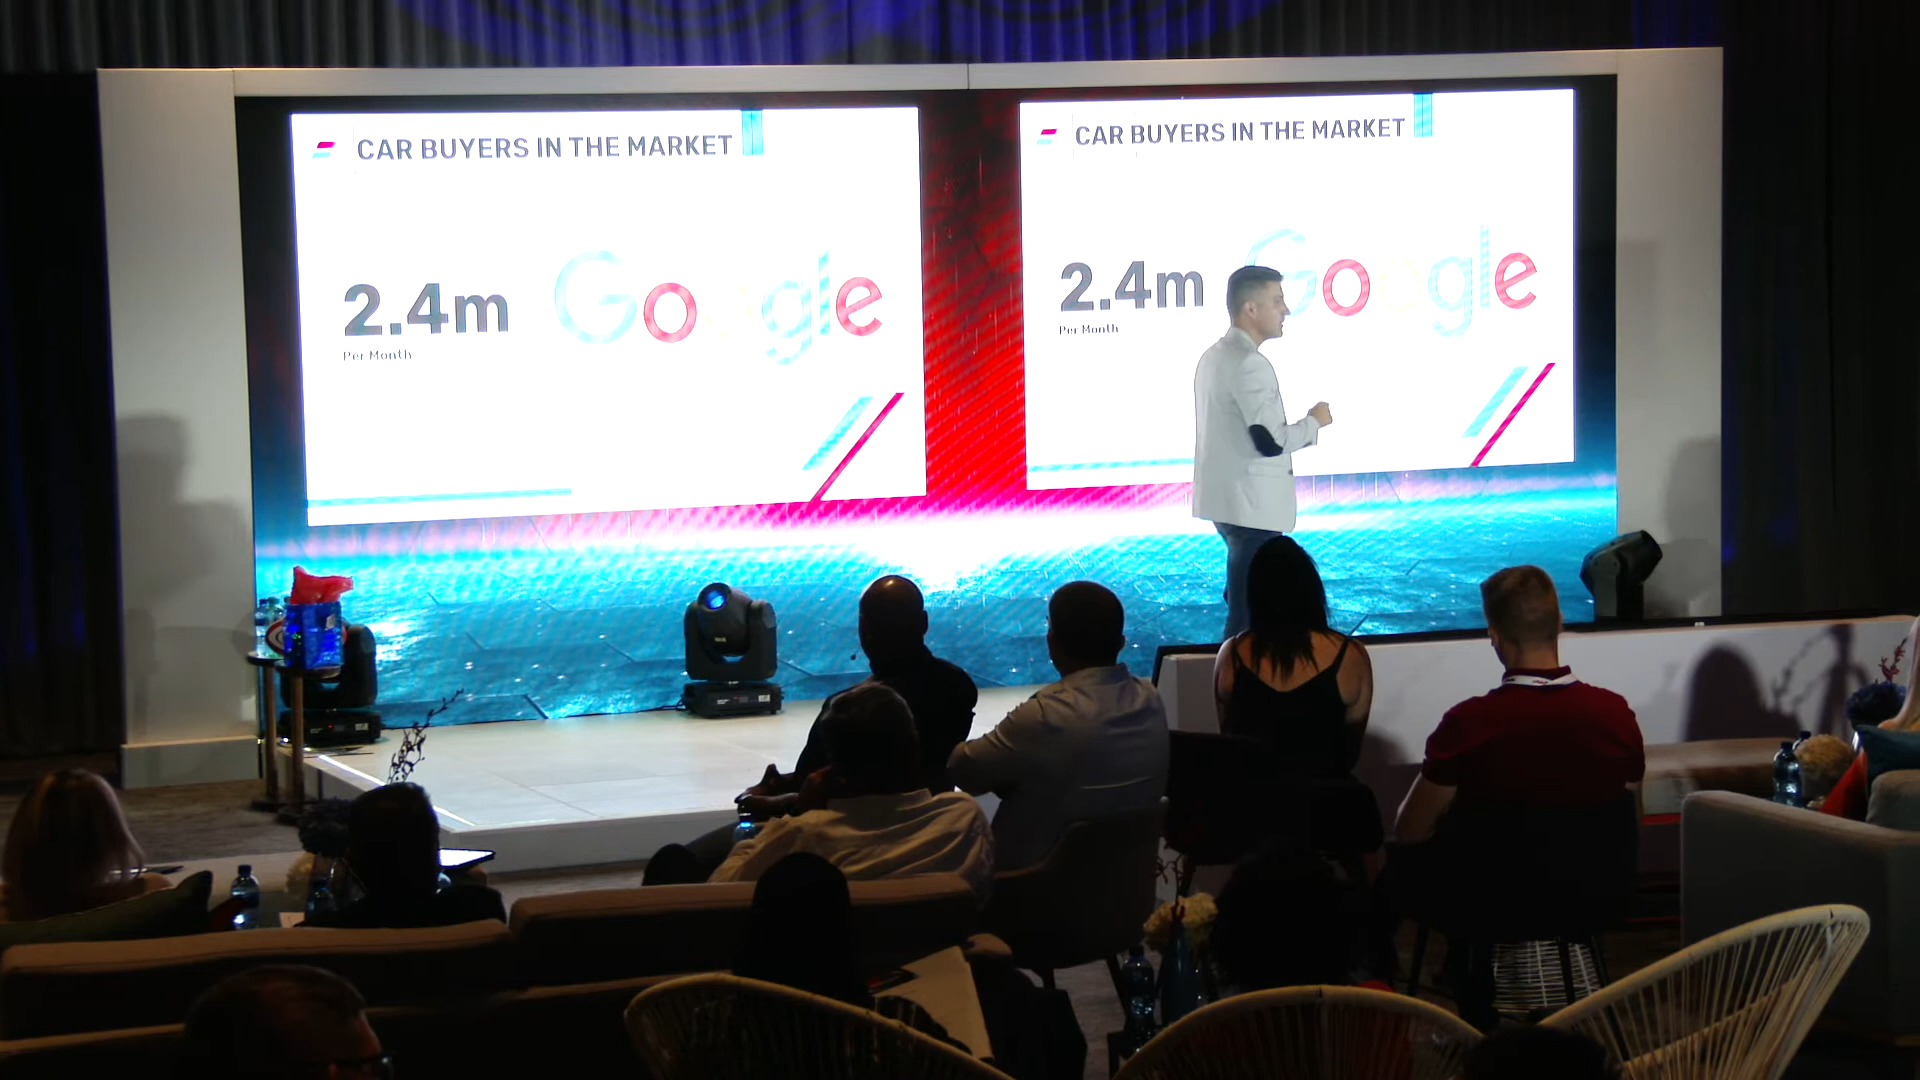 CAR BUYERS IN THE MARKET
2.4m
Per Month
Google
CAR BUYERS IN THE MARKET
2.4m
Per Month
Google